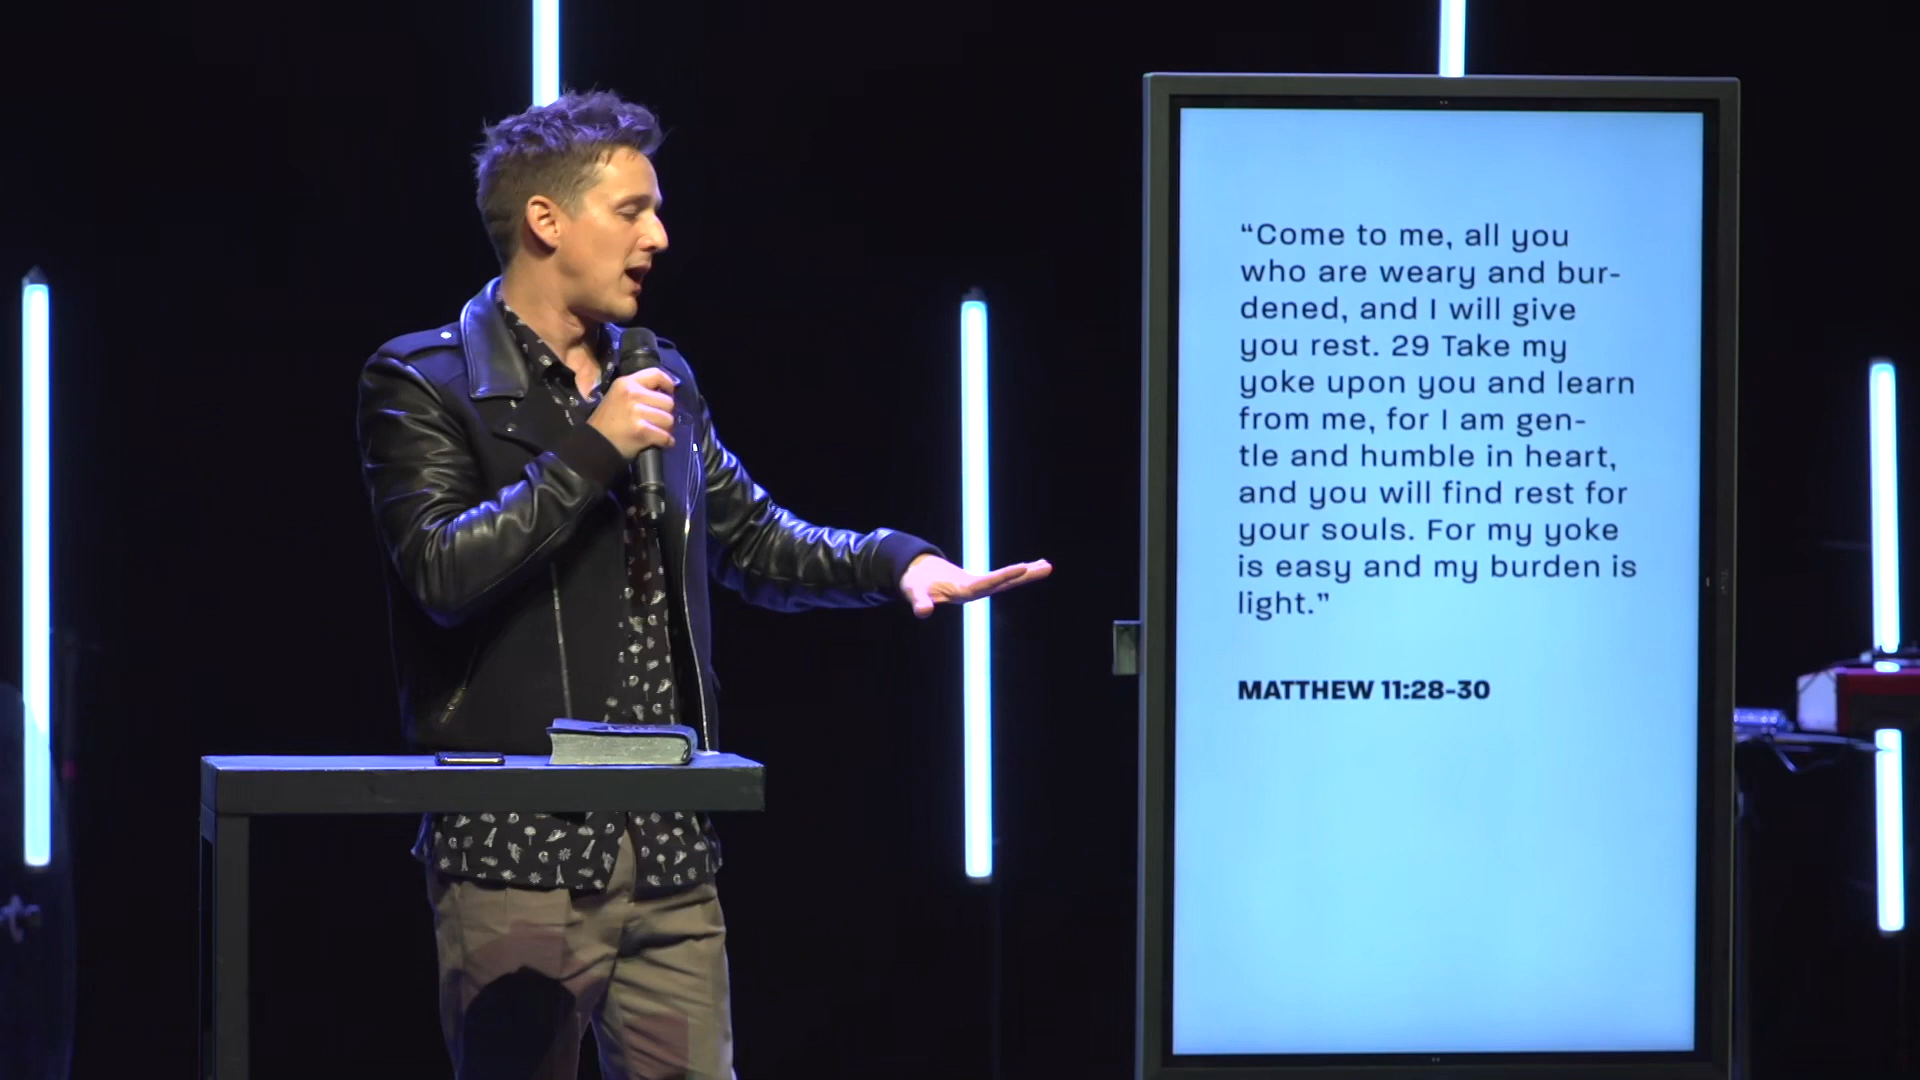 “Come to me, all you
who are weary and bur-
dened, and I will give
you rest. 29 Take my
yoke upon you and learn
from me, for I am gen-
tle and humble in heart,
and you will find rest for
your souls. For my yoke
is easy and my burden is
light.”
MATTHEW 11:28-30